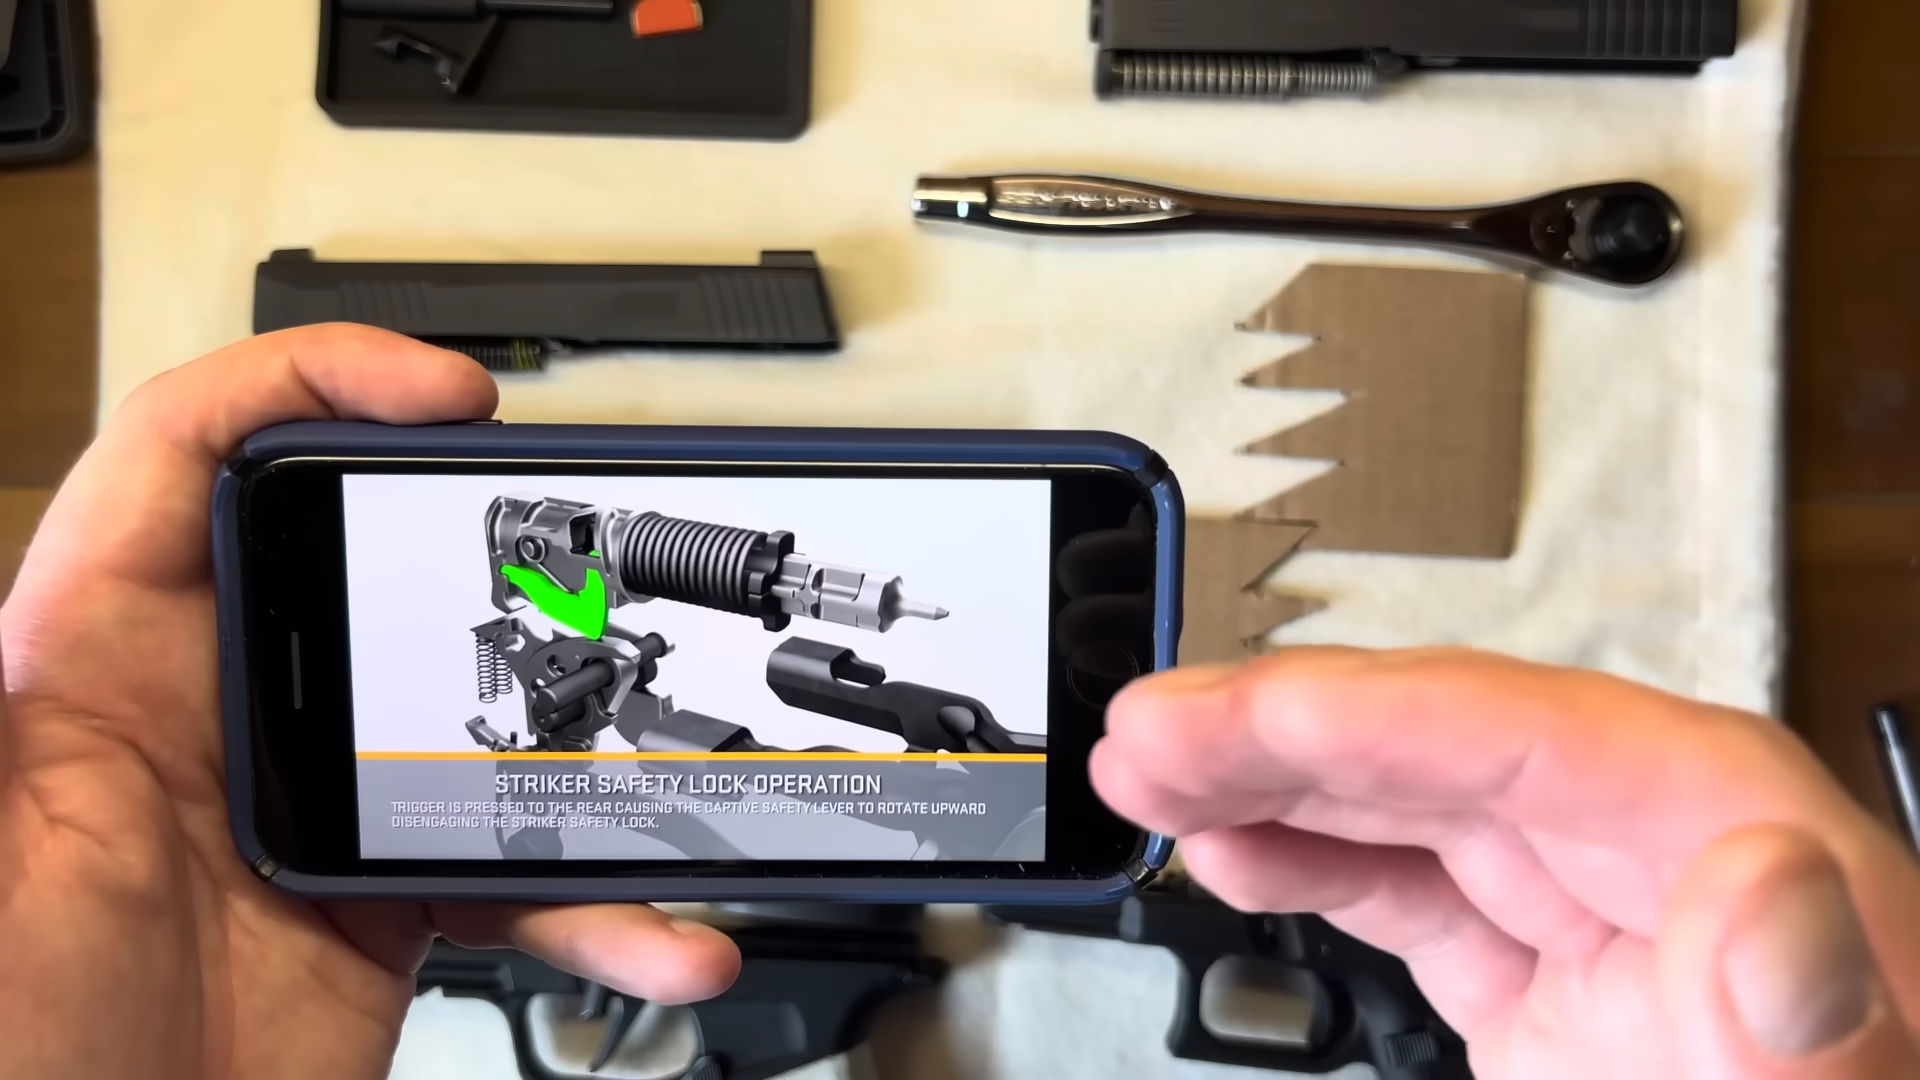 STRIKER SAFETY LOCK OPERATION
TRIGGER IS PRESSED TO THE REAR CAUSING THE CAPTIVE SAFETY LEVER TO ROTATE UPWARD
DISENGAGING THE STRIKER SAFETY LOCK.